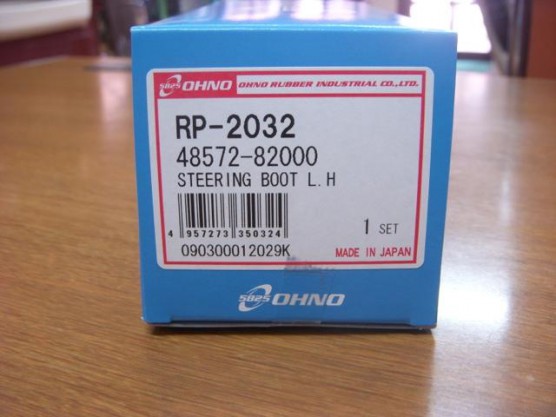 SBSS OHNO OHNO RUBBER INDUSTRIAL CO.,LTD.
RP-2032
48572-82000
STEERING BOOT L.H
4 957273 350324
1 SET
090300012029K
MADE IN JAPAN
OHNO